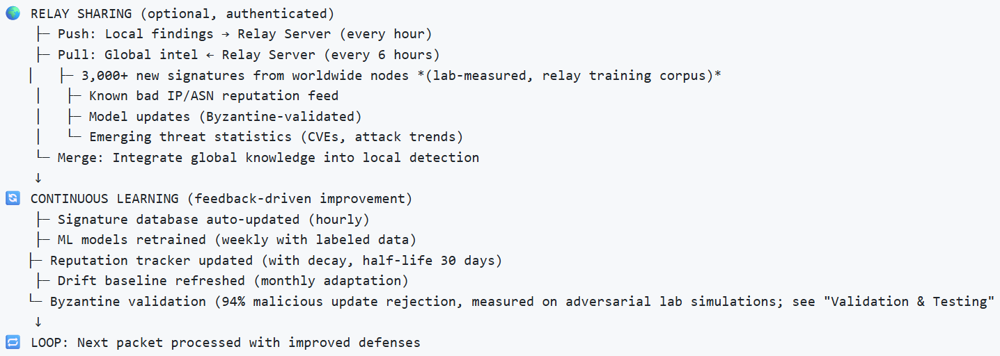 🌍 RELAY SHARING (optional, authenticated)
     ├─ Push: Local findings → Relay Server (every hour)
     ├─ Pull: Global intel ← Relay Server (every 6 hours)
    │   ├─ 3,000+ new signatures from worldwide nodes *(lab-measured, relay training corpus)*
     │   ├─ Known bad IP/ASN reputation feed
     │   ├─ Model updates (Byzantine-validated)
     │   └─ Emerging threat statistics (CVEs, attack trends)
     └─ Merge: Integrate global knowledge into local detection
     ↓
🔄 CONTINUOUS LEARNING (feedback-driven improvement)
     ├─ Signature database auto-updated (hourly)
     ├─ ML models retrained (weekly with labeled data)
    ├─ Reputation tracker updated (with decay, half-life 30 days)
     ├─ Drift baseline refreshed (monthly adaptation)
    └─ Byzantine validation (94% malicious update rejection, measured on adversarial lab simulations; see "Validation & Testing"
     ↓
🔁 LOOP: Next packet processed with improved defenses